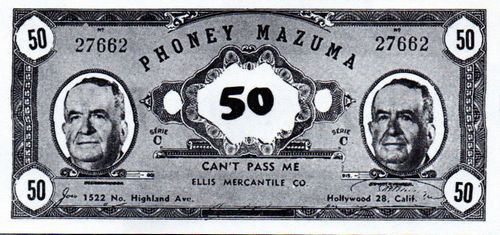 50
50
Nº
27662
Nº
27662
PHONEY MAZUMA
50
SÉRIE
C
SÉRIE
C
CAN'T PASS ME
ELLIS MERCANTILE CO.
1522 No. Highland Ave.
Hollywood 28, Calif.
50
50